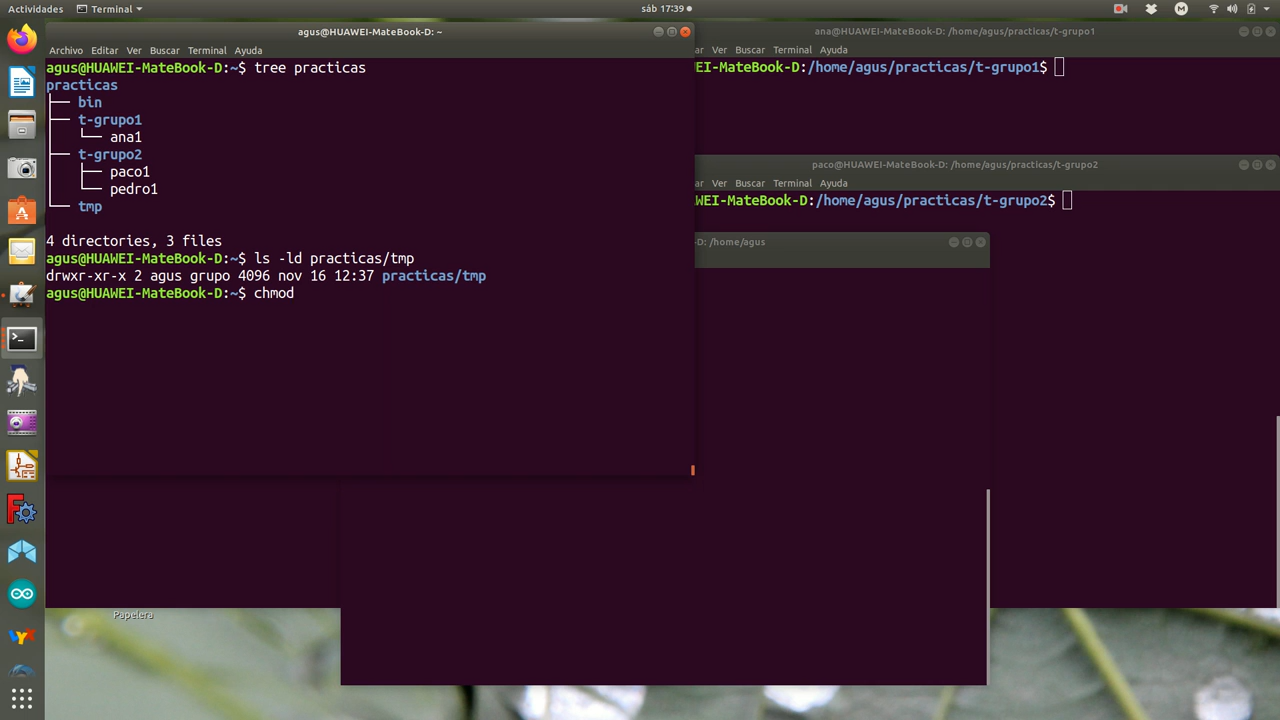 Actividades
Terminal
sáb 17:39
agus@HUAWEI-MateBook-D: ~
Archivo Editar Ver Buscar Terminal Ayuda
agus@HUAWEI-MateBook-D:~$ tree practicas
practicas
├── bin
├── t-grupo1
│   └── ana1
├── t-grupo2
│   ├── paco1
│   └── pedro1
└── tmp
4 directories, 3 files
agus@HUAWEI-MateBook-D:~$ ls -ld practicas/tmp
drwxr-xr-x 2 agus grupo 4096 nov 16 12:37 practicas/tmp
agus@HUAWEI-MateBook-D:~$ chmod
ana@HUAWEI-MateBook-D: /home/agus/practicas/t-grupo1
ar Ver Buscar Terminal Ayuda
EI-MateBook-D:/home/agus/practicas/t-grupo1$
paco@HUAWEI-MateBook-D: /home/agus/practicas/t-grupo2
ar Ver Buscar Terminal Ayuda
WEI-MateBook-D:/home/agus/practicas/t-grupo2$
-D: /home/agus
Papelera